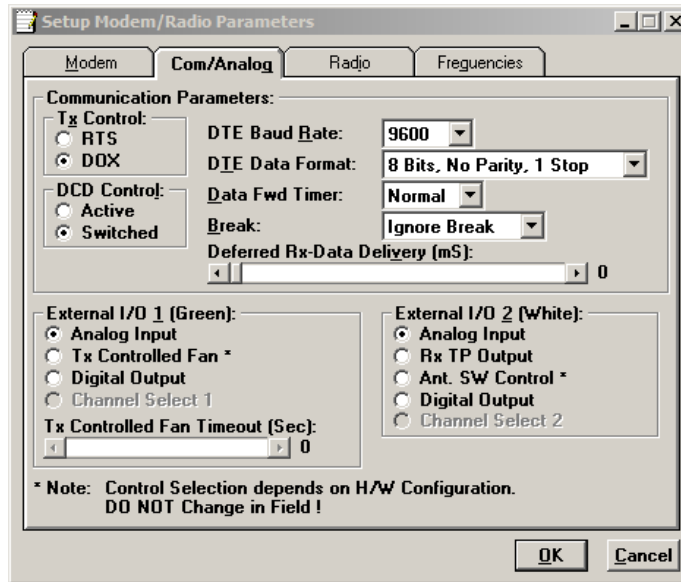 Setup Modem/Radio Parameters
Modem
Com/Analog
Radio
Freguencies
Communication Parameters:
Tx Control:
RTS
DOX
DTE Baud Rate:
9600
DTE Data Format:
8 Bits, No Parity, 1 Stop
DCD Control:
Active
Switched
Data Fwd Timer:
Normal
Break:
Ignore Break
Deferred Rx-Data Delivery (mS):
0
External I/O 1 (Green):
Analog Input
Tx Controlled Fan *
Digital Output
Channel Select 1
Tx Controlled Fan Timeout (Sec):
0
External I/O 2 (White):
Analog Input
Rx TP Output
Ant. SW Control *
Digital Output
Channel Select 2
* Note: Control Selection depends on H/W Configuration.
DO NOT Change in Field !
OK
Cancel